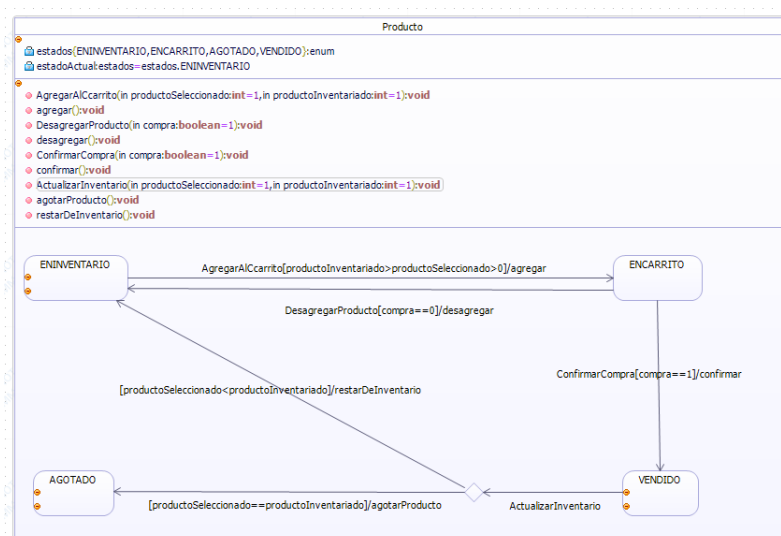 Producto
estados{ENINVENTARIO,ENCARRITO,AGOTADO,VENDIDO}:enum
estadoActual:estados=estados.ENINVENTARIO
AgregarAlCcarrito(in productoSeleccionado:int=1,in productoInventariado:int=1):void
agregar():void
DesagregarProducto(in compra:boolean=1):void
desagregar():void
ConfirmarCompra(in compra:boolean=1):void
confirmar():void
ActualizarInventario(in productoSeleccionado:int=1,in productoInventariado:int=1):void
agotarProducto():void
restarDeInventario():void
ENINVENTARIO
AgregarAlCcarrito[productoInventariado>productoSeleccionado>0]/agregar
ENCARRITO
DesagregarProducto[compra==0]/desagregar
ConfirmarCompra[compra==1]/confirmar
[productoSeleccionado<productoInventariado]/restarDeInventario
AGOTADO
VENDIDO
[productoSeleccionado==productoInventariado]/agotarProducto
ActualizarInventario